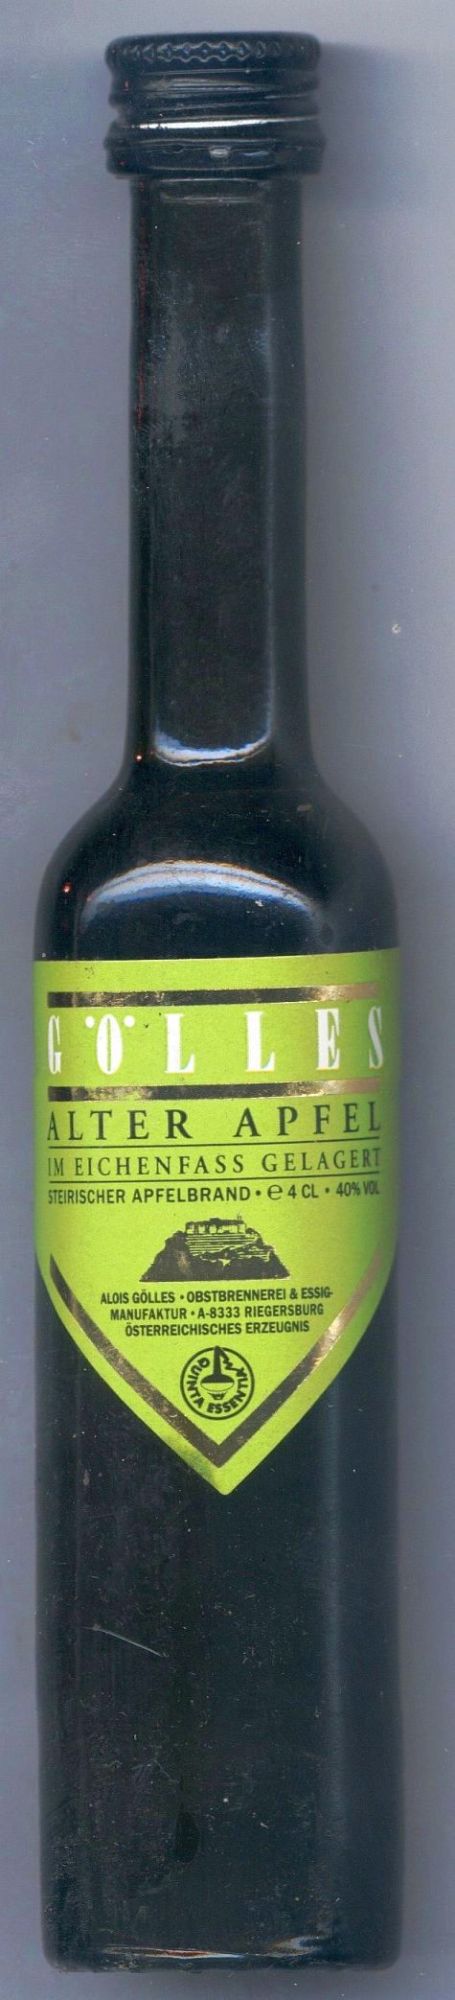 GÖLLES
ALTER APFEL
IM EICHENFASS GELAGERT
STEIRISCHER APFELBRAND • ℮ 4 CL • 40% VOL
ALOIS GÖLLES • OBSTBRENNEREI & ESSIG-
MANUFAKTUR • A-8333 RIEGERSBURG
ÖSTERREICHISCHES ERZEUGNIS
QUINTA ESSENTIA